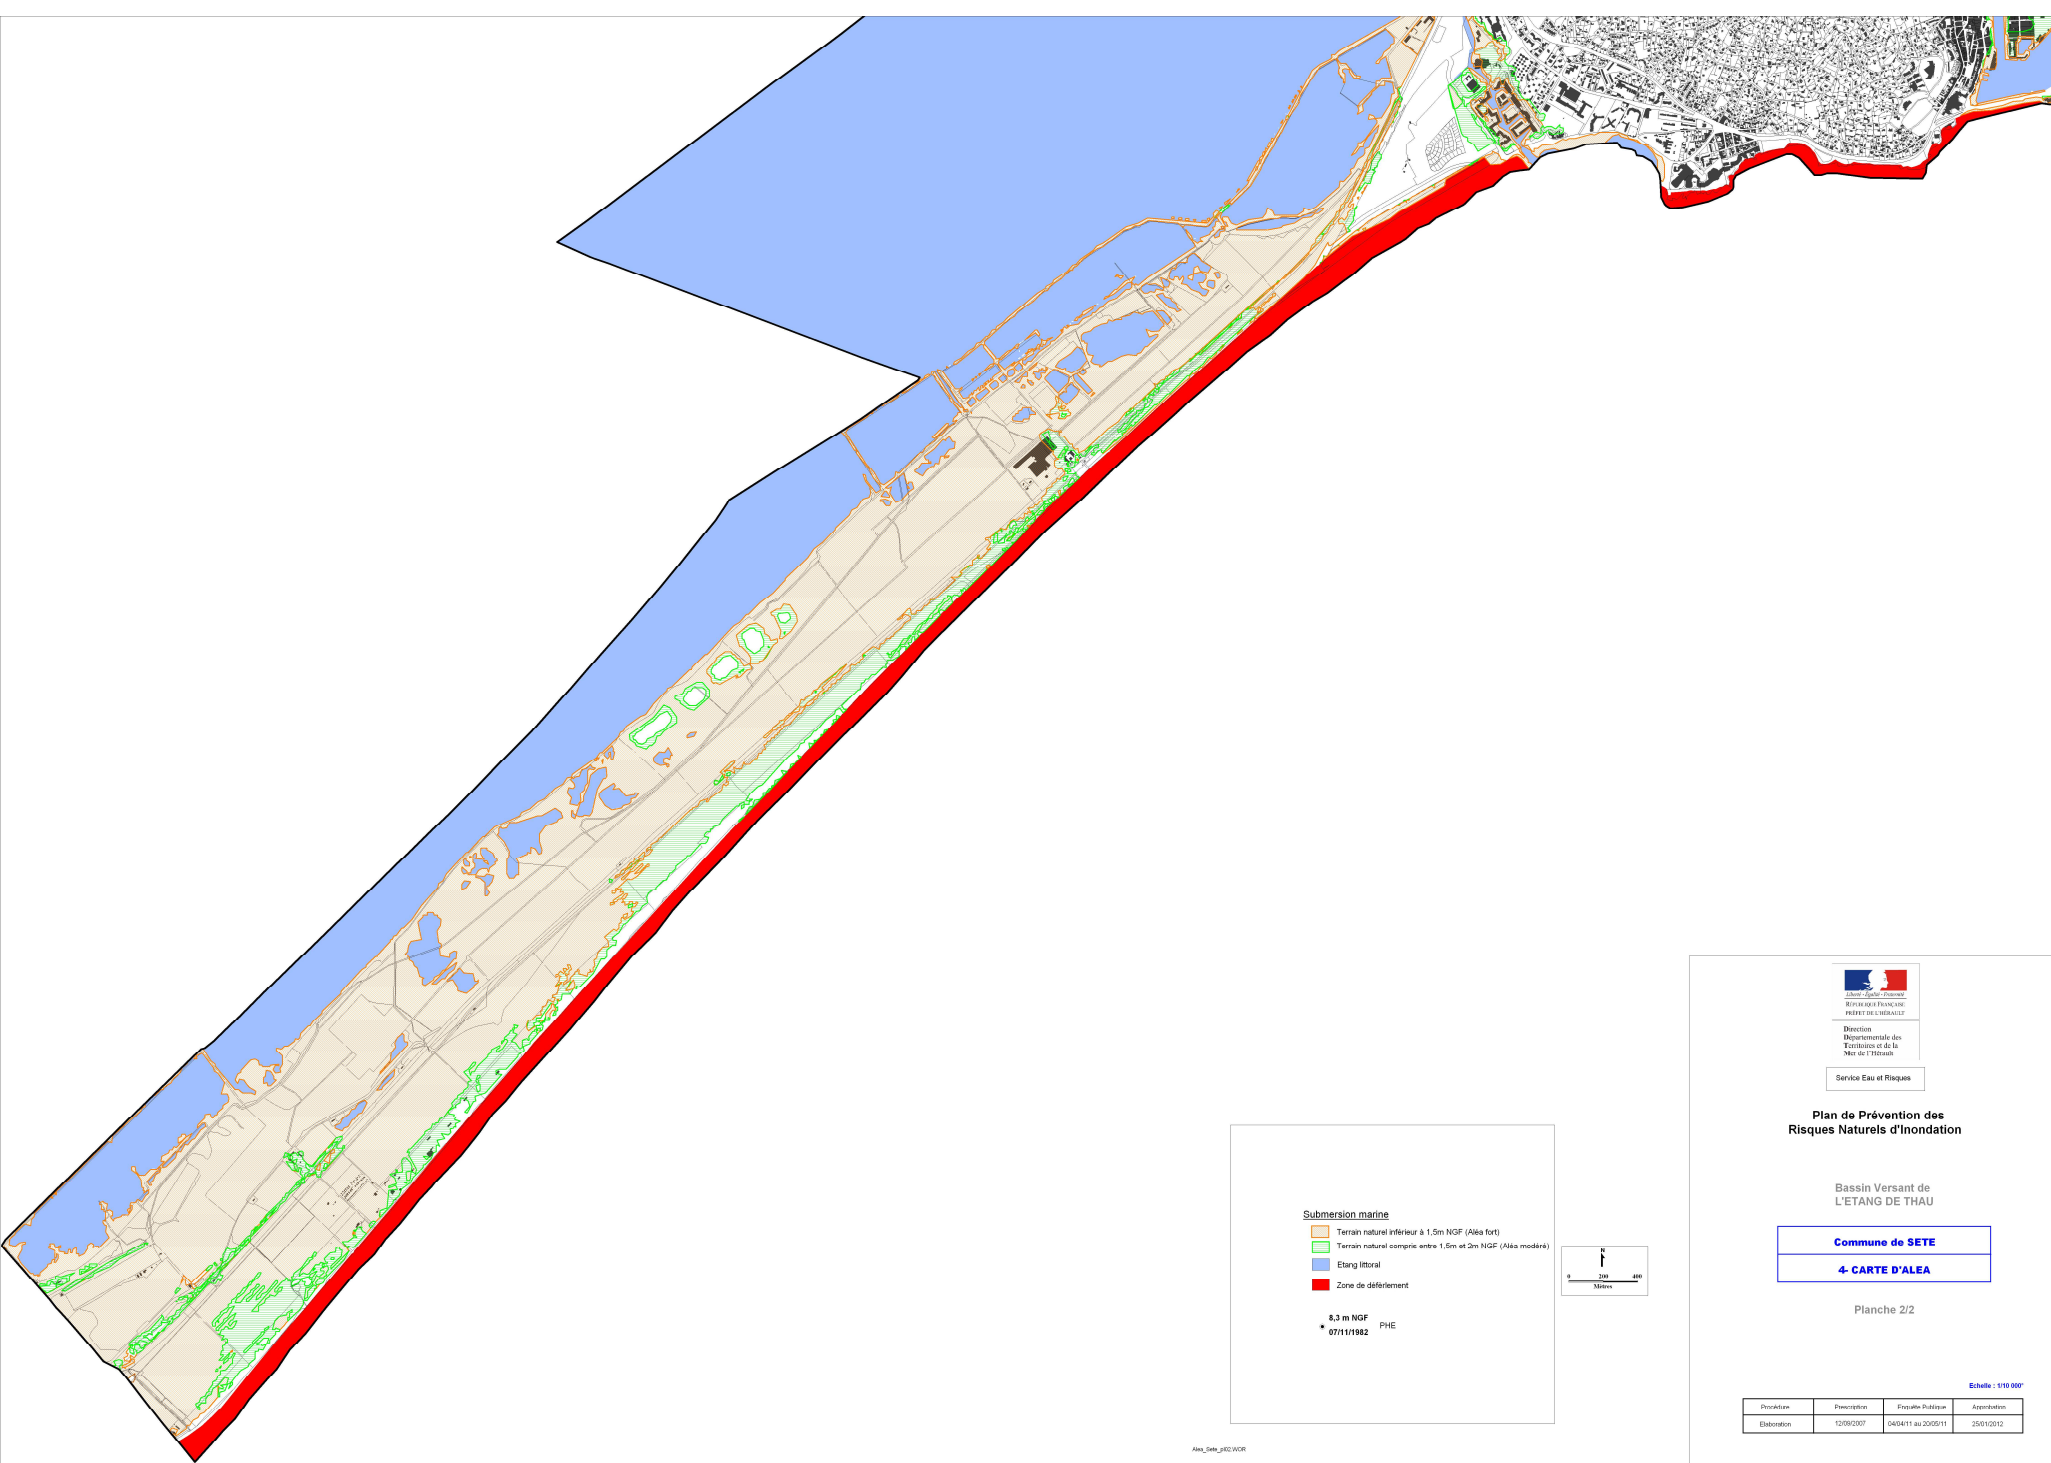 Liberté • Égalité • Fraternité
RÉPUBLIQUE FRANÇAISE
PRÉFET DE L'HÉRAULT
Direction
Départementale des
Territoires et de la
Mer de l'Hérault
Service Eau et Risques
Plan de Prévention des
Risques Naturels d'Inondation
Bassin Versant de
L'ETANG DE THAU
Commune de SETE
4- CARTE D'ALEA
Planche 2/2
Echelle : 1/10 000°
Procédure Prescription Enquête Publique Approbation
Elaboration 12/09/2007 04/04/11 au 20/05/11 25/01/2012
Submersion marine
Terrain naturel inférieur à 1,5m NGF (Aléa fort)
Terrain naturel compris entre 1,5m et 2m NGF (Aléa modéré)
Etang littoral
Zone de déférlement
8,3 m NGF
07/11/1982
PHE
N
0 200 400
Mètres
Alea_Sete_pl02.WOR